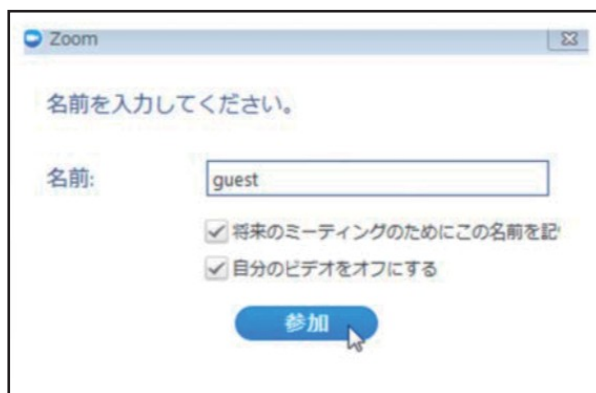 Zoom
名前を入力してください。
名前:
guest
将来のミーティングのためにこの名前を記
自分のビデオをオフにする
参加